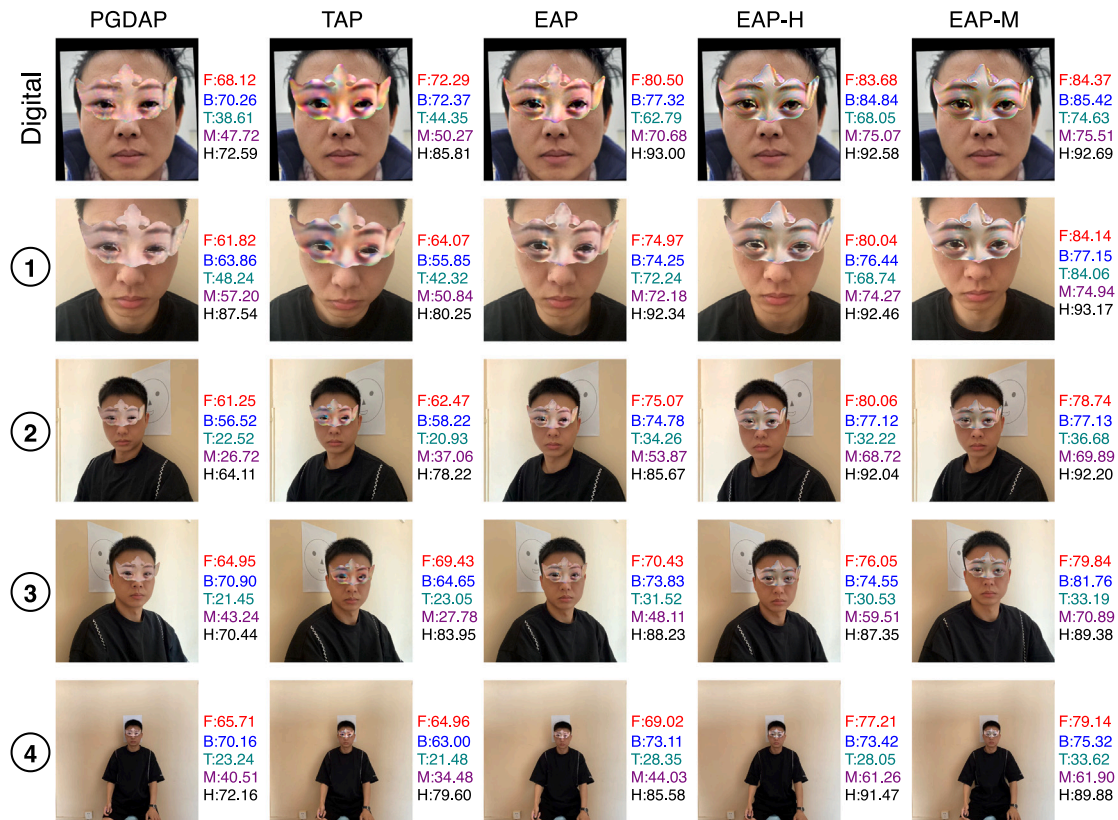 PGDAP TAP EAP EAP-H EAP-M
Digital
F:68.12
B:70.26
T:38.61
M:47.72
H:72.59
F:72.29
B:72.37
T:44.35
M:50.27
H:85.81
F:80.50
B:77.32
T:62.79
M:70.68
H:93.00
F:83.68
B:84.84
T:68.05
M:75.07
H:92.58
F:84.37
B:85.42
T:74.63
M:75.51
H:92.69
1
F:61.82
B:63.86
T:48.24
M:57.20
H:87.54
F:64.07
B:55.85
T:42.32
M:50.84
H:80.25
F:74.97
B:74.25
T:72.24
M:72.18
H:92.34
F:80.04
B:76.44
T:68.74
M:74.27
H:92.46
F:84.14
B:77.15
T:84.06
M:74.94
H:93.17
2
F:61.25
B:56.52
T:22.52
M:26.72
H:64.11
F:62.47
B:58.22
T:20.93
M:37.06
H:78.22
F:75.07
B:74.78
T:34.26
M:53.87
H:85.67
F:80.06
B:77.12
T:32.22
M:68.72
H:92.04
F:78.74
B:77.13
T:36.68
M:69.89
H:92.20
3
F:64.95
B:70.90
T:21.45
M:43.24
H:70.44
F:69.43
B:64.65
T:23.05
M:27.78
H:83.95
F:70.43
B:73.83
T:31.52
M:48.11
H:88.23
F:76.05
B:74.55
T:30.53
M:59.51
H:87.35
F:79.84
B:81.76
T:33.19
M:70.89
H:89.38
4
F:65.71
B:70.16
T:23.24
M:40.51
H:72.16
F:64.96
B:63.00
T:21.48
M:34.48
H:79.60
F:69.02
B:73.11
T:28.35
M:44.03
H:85.58
F:77.21
B:73.42
T:28.05
M:61.26
H:91.47
F:79.14
B:75.32
T:33.62
M:61.90
H:89.88